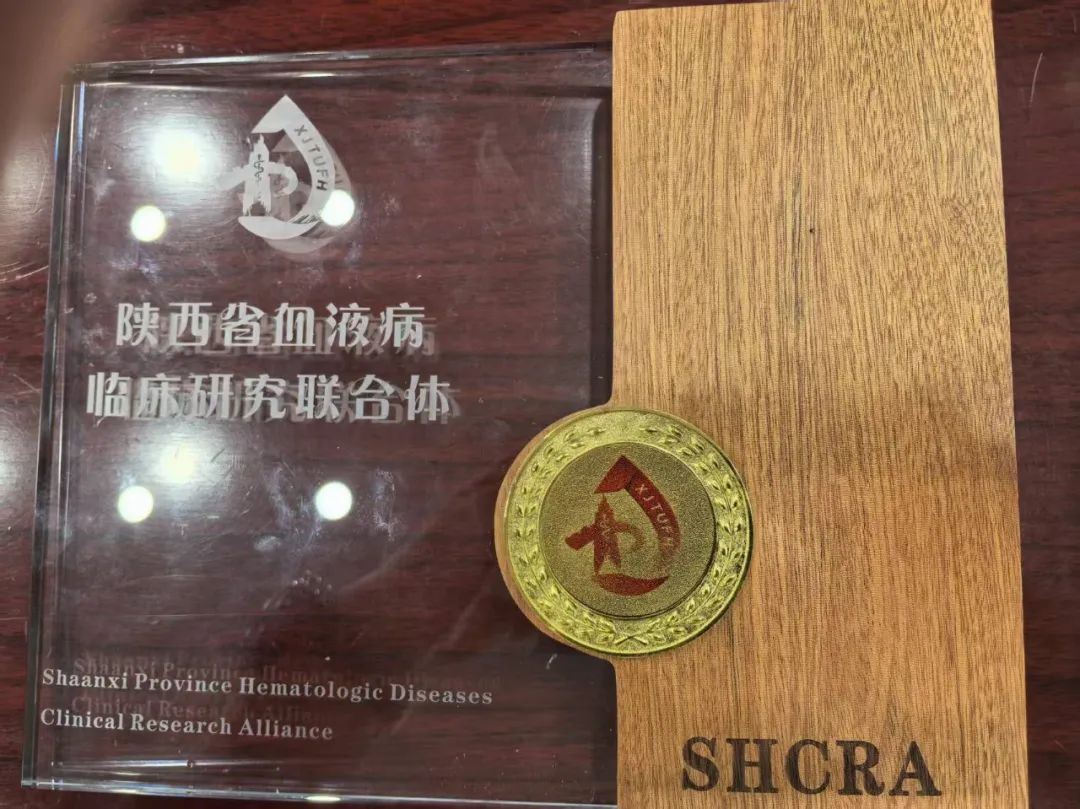 XJTUFH
陕西省血液病
临床研究联合体
XJTUFH
Shaanxi Province Hematologic Diseases
Clinical Research Alliance
SHCRA